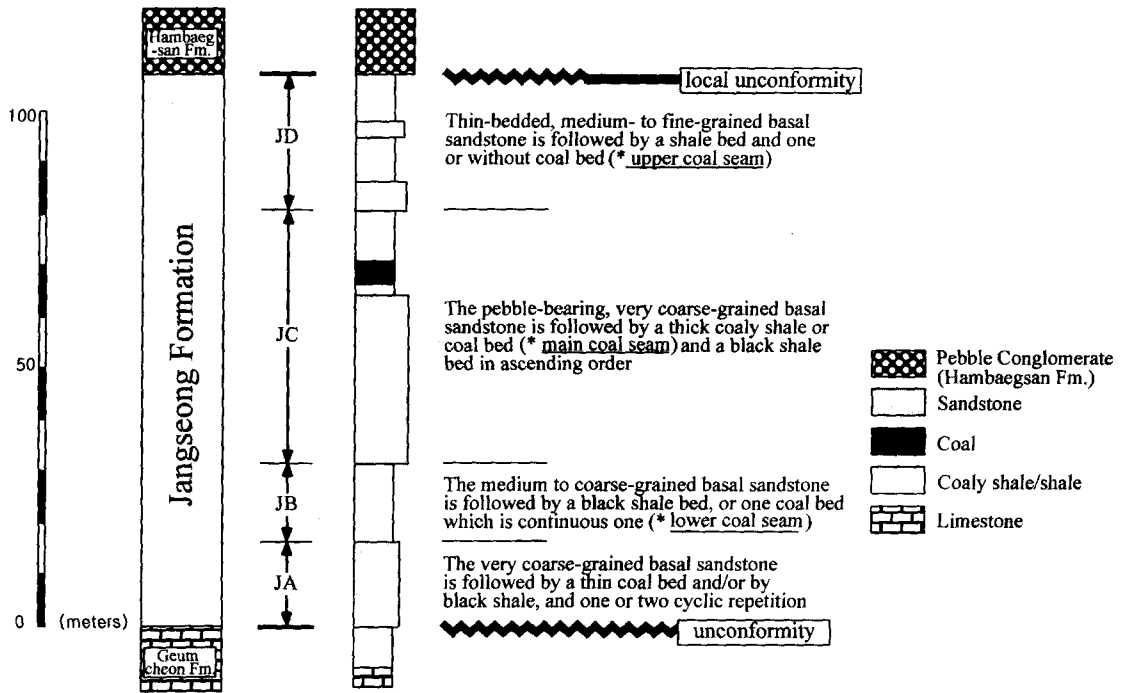 Hambaeg
-san Fm.
local unconformity
100
JD
Thin-bedded, medium- to fine-grained basal
sandstone is followed by a shale bed and one
or without coal bed (* upper coal seam)
Jangseong Formation
JC
The pebble-bearing, very coarse-grained basal
sandstone is followed by a thick coaly shale or
coal bed (* main coal seam) and a black shale
bed in ascending order
50
Pebble Conglomerate
(Hambaegsan Fm.)
Sandstone
Coal
Coaly shale/shale
Limestone
JB
The medium to coarse-grained basal sandstone
is followed by a black shale bed, or one coal bed
which is continuous one (* lower coal seam)
JA
The very coarse-grained basal sandstone
is followed by a thin coal bed and/or by
black shale, and one or two cyclic repetition
0 (meters)
unconformity
Geum
cheon Fm.